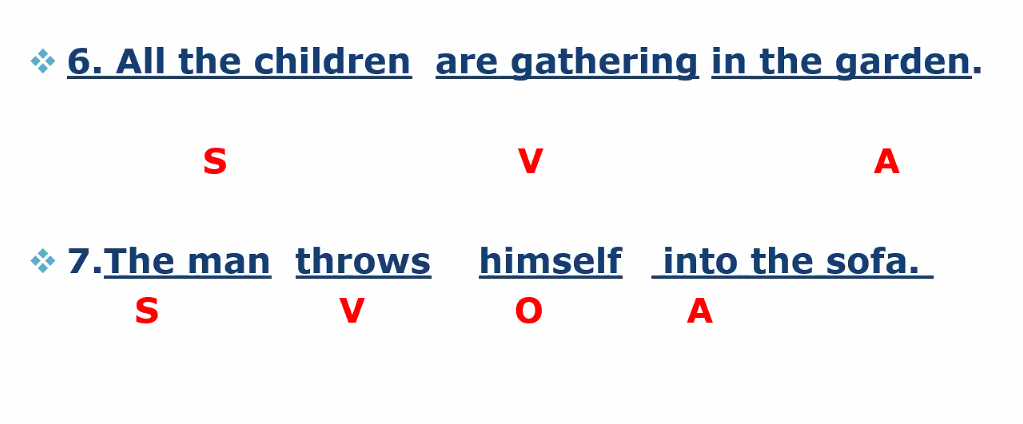 ❖ 6. All the children are gathering in the garden.
S V A
❖ 7.The man throws himself into the sofa.
S V O A